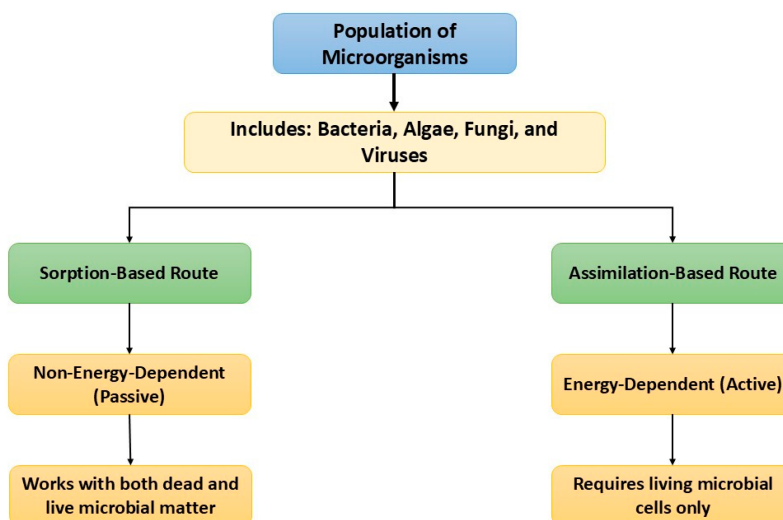 Population of
Microorganisms
Includes: Bacteria, Algae, Fungi, and
Viruses
Sorption-Based Route
Assimilation-Based Route
Non-Energy-Dependent
(Passive)
Energy-Dependent (Active)
Works with both dead and
live microbial matter
Requires living microbial
cells only